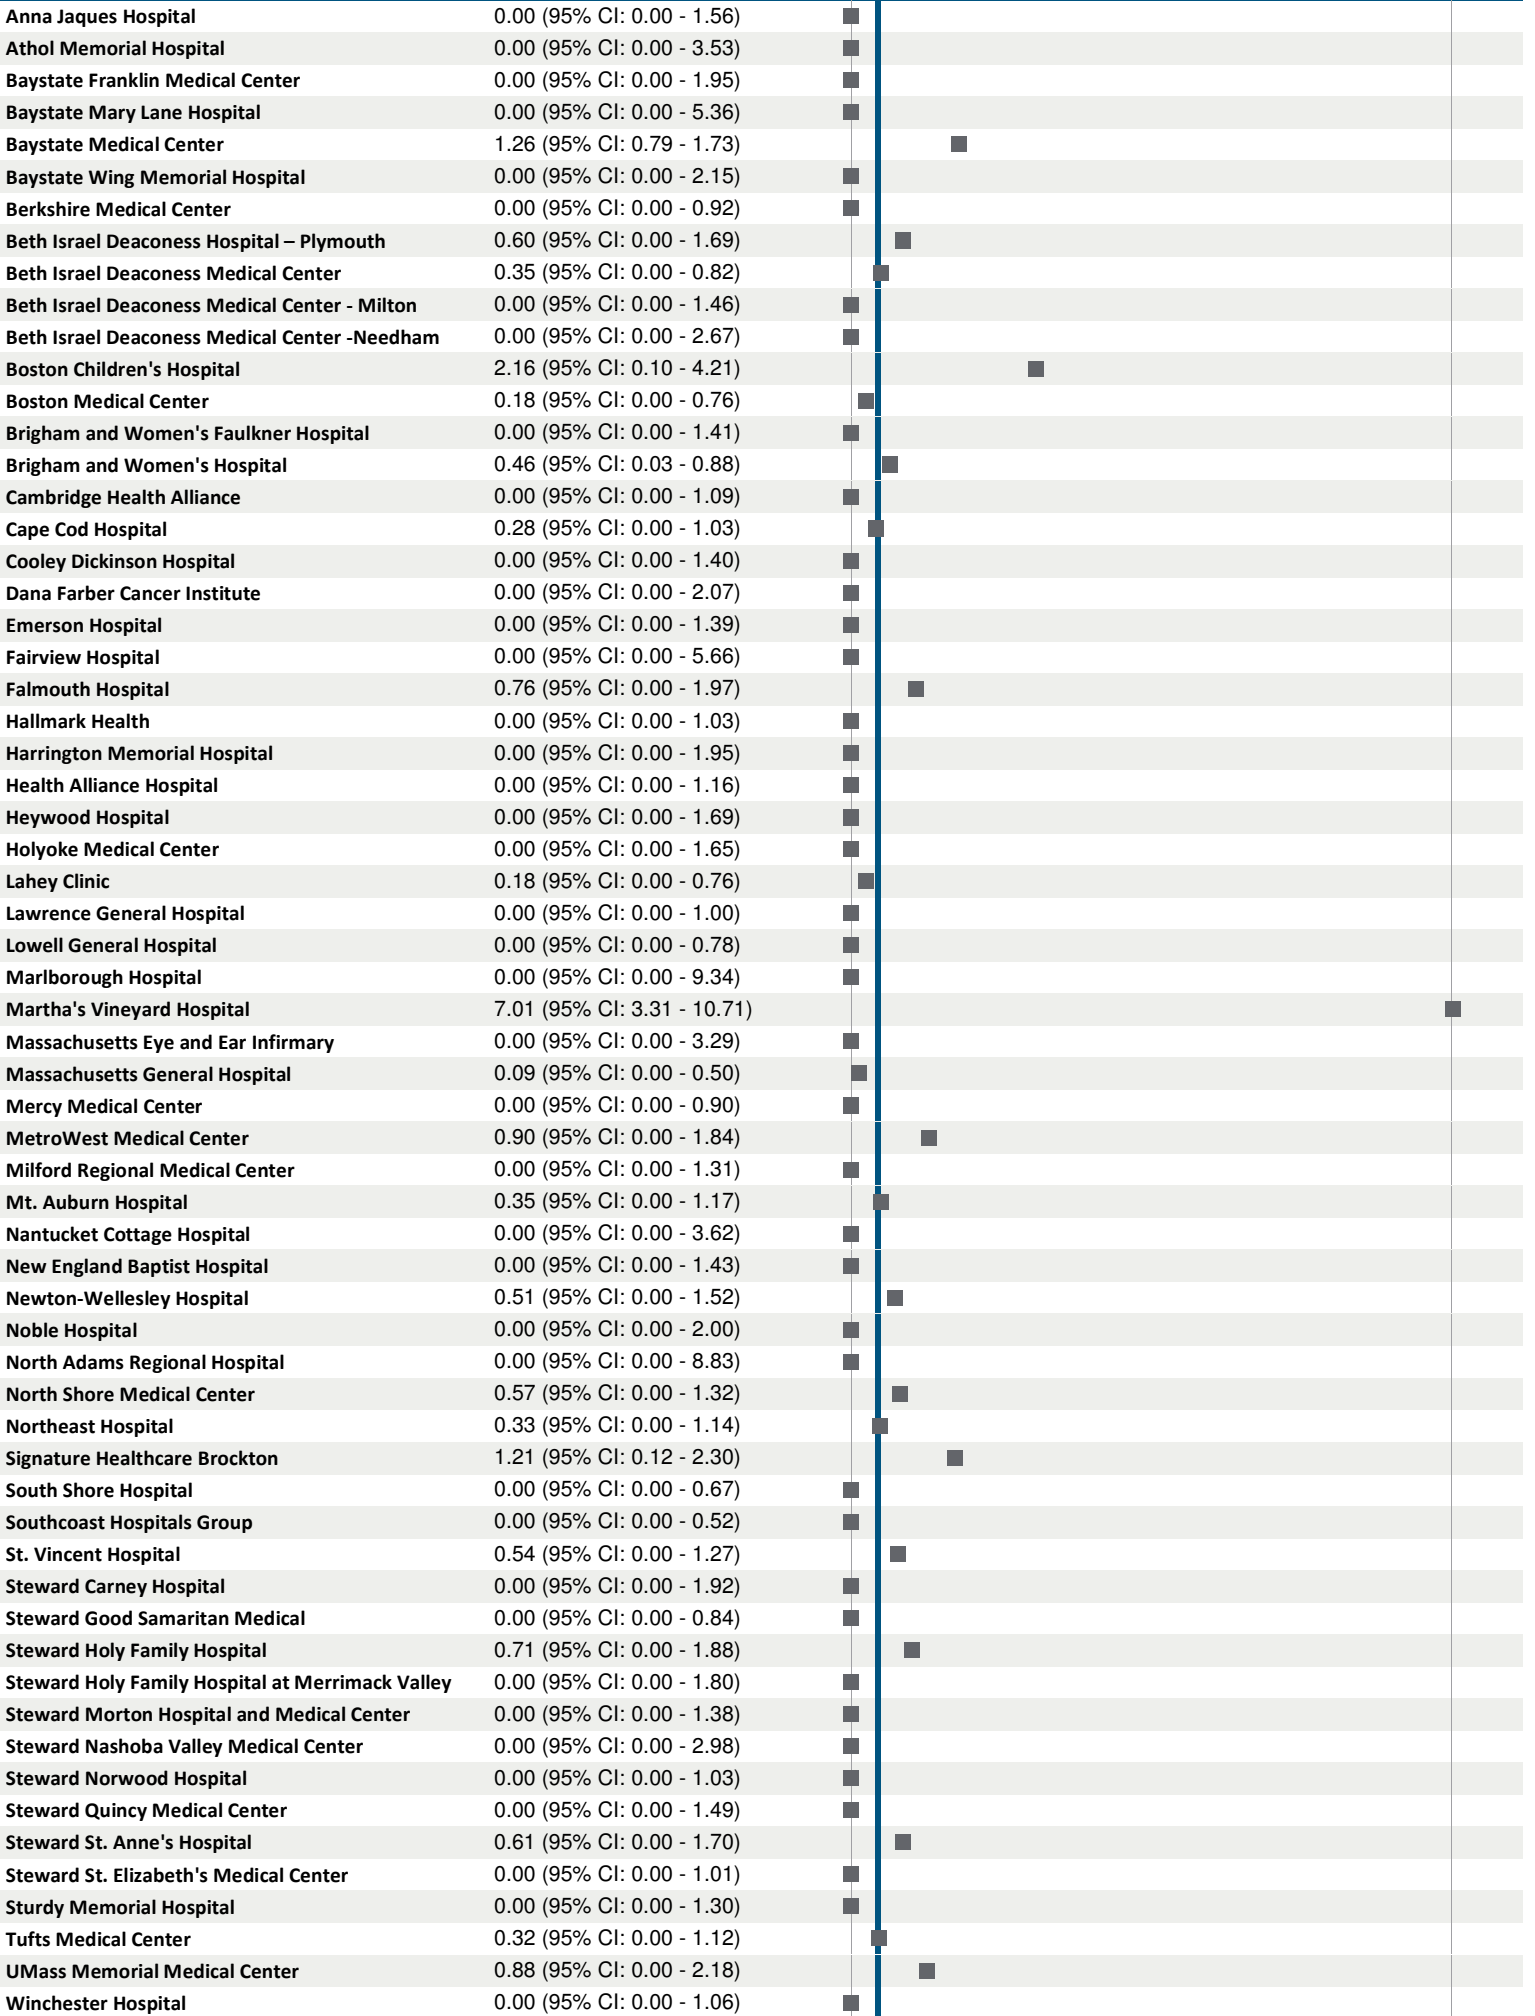 Anna Jaques Hospital 0.00 (95% CI: 0.00 - 1.56)
Athol Memorial Hospital 0.00 (95% CI: 0.00 - 3.53)
Baystate Franklin Medical Center 0.00 (95% CI: 0.00 - 1.95)
Baystate Mary Lane Hospital 0.00 (95% CI: 0.00 - 5.36)
Baystate Medical Center 1.26 (95% CI: 0.79 - 1.73)
Baystate Wing Memorial Hospital 0.00 (95% CI: 0.00 - 2.15)
Berkshire Medical Center 0.00 (95% CI: 0.00 - 0.92)
Beth Israel Deaconess Hospital – Plymouth 0.60 (95% CI: 0.00 - 1.69)
Beth Israel Deaconess Medical Center 0.35 (95% CI: 0.00 - 0.82)
Beth Israel Deaconess Medical Center - Milton 0.00 (95% CI: 0.00 - 1.46)
Beth Israel Deaconess Medical Center -Needham 0.00 (95% CI: 0.00 - 2.67)
Boston Children's Hospital 2.16 (95% CI: 0.10 - 4.21)
Boston Medical Center 0.18 (95% CI: 0.00 - 0.76)
Brigham and Women's Faulkner Hospital 0.00 (95% CI: 0.00 - 1.41)
Brigham and Women's Hospital 0.46 (95% CI: 0.03 - 0.88)
Cambridge Health Alliance 0.00 (95% CI: 0.00 - 1.09)
Cape Cod Hospital 0.28 (95% CI: 0.00 - 1.03)
Cooley Dickinson Hospital 0.00 (95% CI: 0.00 - 1.40)
Dana Farber Cancer Institute 0.00 (95% CI: 0.00 - 2.07)
Emerson Hospital 0.00 (95% CI: 0.00 - 1.39)
Fairview Hospital 0.00 (95% CI: 0.00 - 5.66)
Falmouth Hospital 0.76 (95% CI: 0.00 - 1.97)
Hallmark Health 0.00 (95% CI: 0.00 - 1.03)
Harrington Memorial Hospital 0.00 (95% CI: 0.00 - 1.95)
Health Alliance Hospital 0.00 (95% CI: 0.00 - 1.16)
Heywood Hospital 0.00 (95% CI: 0.00 - 1.69)
Holyoke Medical Center 0.00 (95% CI: 0.00 - 1.65)
Lahey Clinic 0.18 (95% CI: 0.00 - 0.76)
Lawrence General Hospital 0.00 (95% CI: 0.00 - 1.00)
Lowell General Hospital 0.00 (95% CI: 0.00 - 0.78)
Marlborough Hospital 0.00 (95% CI: 0.00 - 9.34)
Martha's Vineyard Hospital 7.01 (95% CI: 3.31 - 10.71)
Massachusetts Eye and Ear Infirmary 0.00 (95% CI: 0.00 - 3.29)
Massachusetts General Hospital 0.09 (95% CI: 0.00 - 0.50)
Mercy Medical Center 0.00 (95% CI: 0.00 - 0.90)
MetroWest Medical Center 0.90 (95% CI: 0.00 - 1.84)
Milford Regional Medical Center 0.00 (95% CI: 0.00 - 1.31)
Mt. Auburn Hospital 0.35 (95% CI: 0.00 - 1.17)
Nantucket Cottage Hospital 0.00 (95% CI: 0.00 - 3.62)
New England Baptist Hospital 0.00 (95% CI: 0.00 - 1.43)
Newton-Wellesley Hospital 0.51 (95% CI: 0.00 - 1.52)
Noble Hospital 0.00 (95% CI: 0.00 - 2.00)
North Adams Regional Hospital 0.00 (95% CI: 0.00 - 8.83)
North Shore Medical Center 0.57 (95% CI: 0.00 - 1.32)
Northeast Hospital 0.33 (95% CI: 0.00 - 1.14)
Signature Healthcare Brockton 1.21 (95% CI: 0.12 - 2.30)
South Shore Hospital 0.00 (95% CI: 0.00 - 0.67)
Southcoast Hospitals Group 0.00 (95% CI: 0.00 - 0.52)
St. Vincent Hospital 0.54 (95% CI: 0.00 - 1.27)
Steward Carney Hospital 0.00 (95% CI: 0.00 - 1.92)
Steward Good Samaritan Medical 0.00 (95% CI: 0.00 - 0.84)
Steward Holy Family Hospital 0.71 (95% CI: 0.00 - 1.88)
Steward Holy Family Hospital at Merrimack Valley 0.00 (95% CI: 0.00 - 1.80)
Steward Morton Hospital and Medical Center 0.00 (95% CI: 0.00 - 1.38)
Steward Nashoba Valley Medical Center 0.00 (95% CI: 0.00 - 2.98)
Steward Norwood Hospital 0.00 (95% CI: 0.00 - 1.03)
Steward Quincy Medical Center 0.00 (95% CI: 0.00 - 1.49)
Steward St. Anne's Hospital 0.61 (95% CI: 0.00 - 1.70)
Steward St. Elizabeth's Medical Center 0.00 (95% CI: 0.00 - 1.01)
Sturdy Memorial Hospital 0.00 (95% CI: 0.00 - 1.30)
Tufts Medical Center 0.32 (95% CI: 0.00 - 1.12)
UMass Memorial Medical Center 0.88 (95% CI: 0.00 - 2.18)
Winchester Hospital 0.00 (95% CI: 0.00 - 1.06)